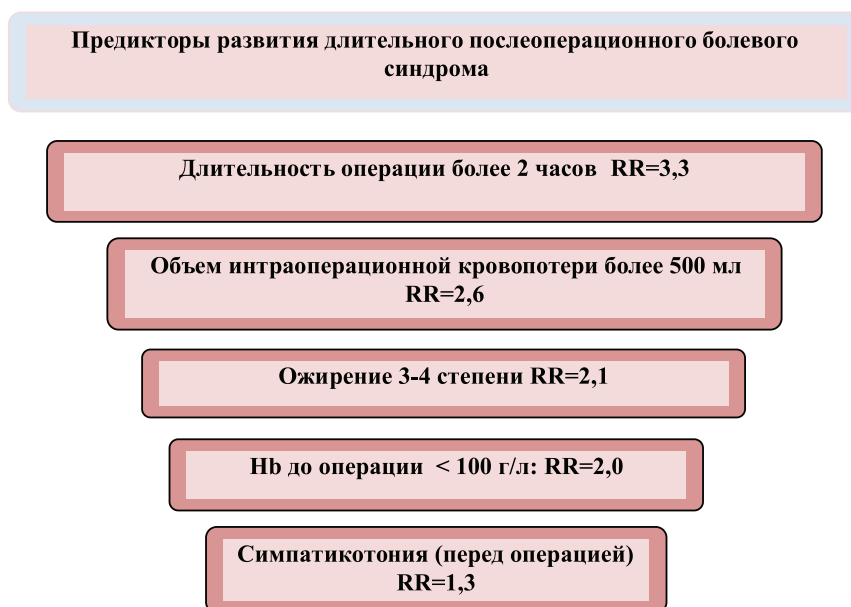 Предикторы развития длительного послеоперационного болевого
синдрома
Длительность операции более 2 часов RR=3,3
Объем интраоперационной кровопотери более 500 мл
RR=2,6
Ожирение 3-4 степени RR=2,1
Hb до операции < 100 г/л: RR=2,0
Симпатикотония (перед операцией)
RR=1,3